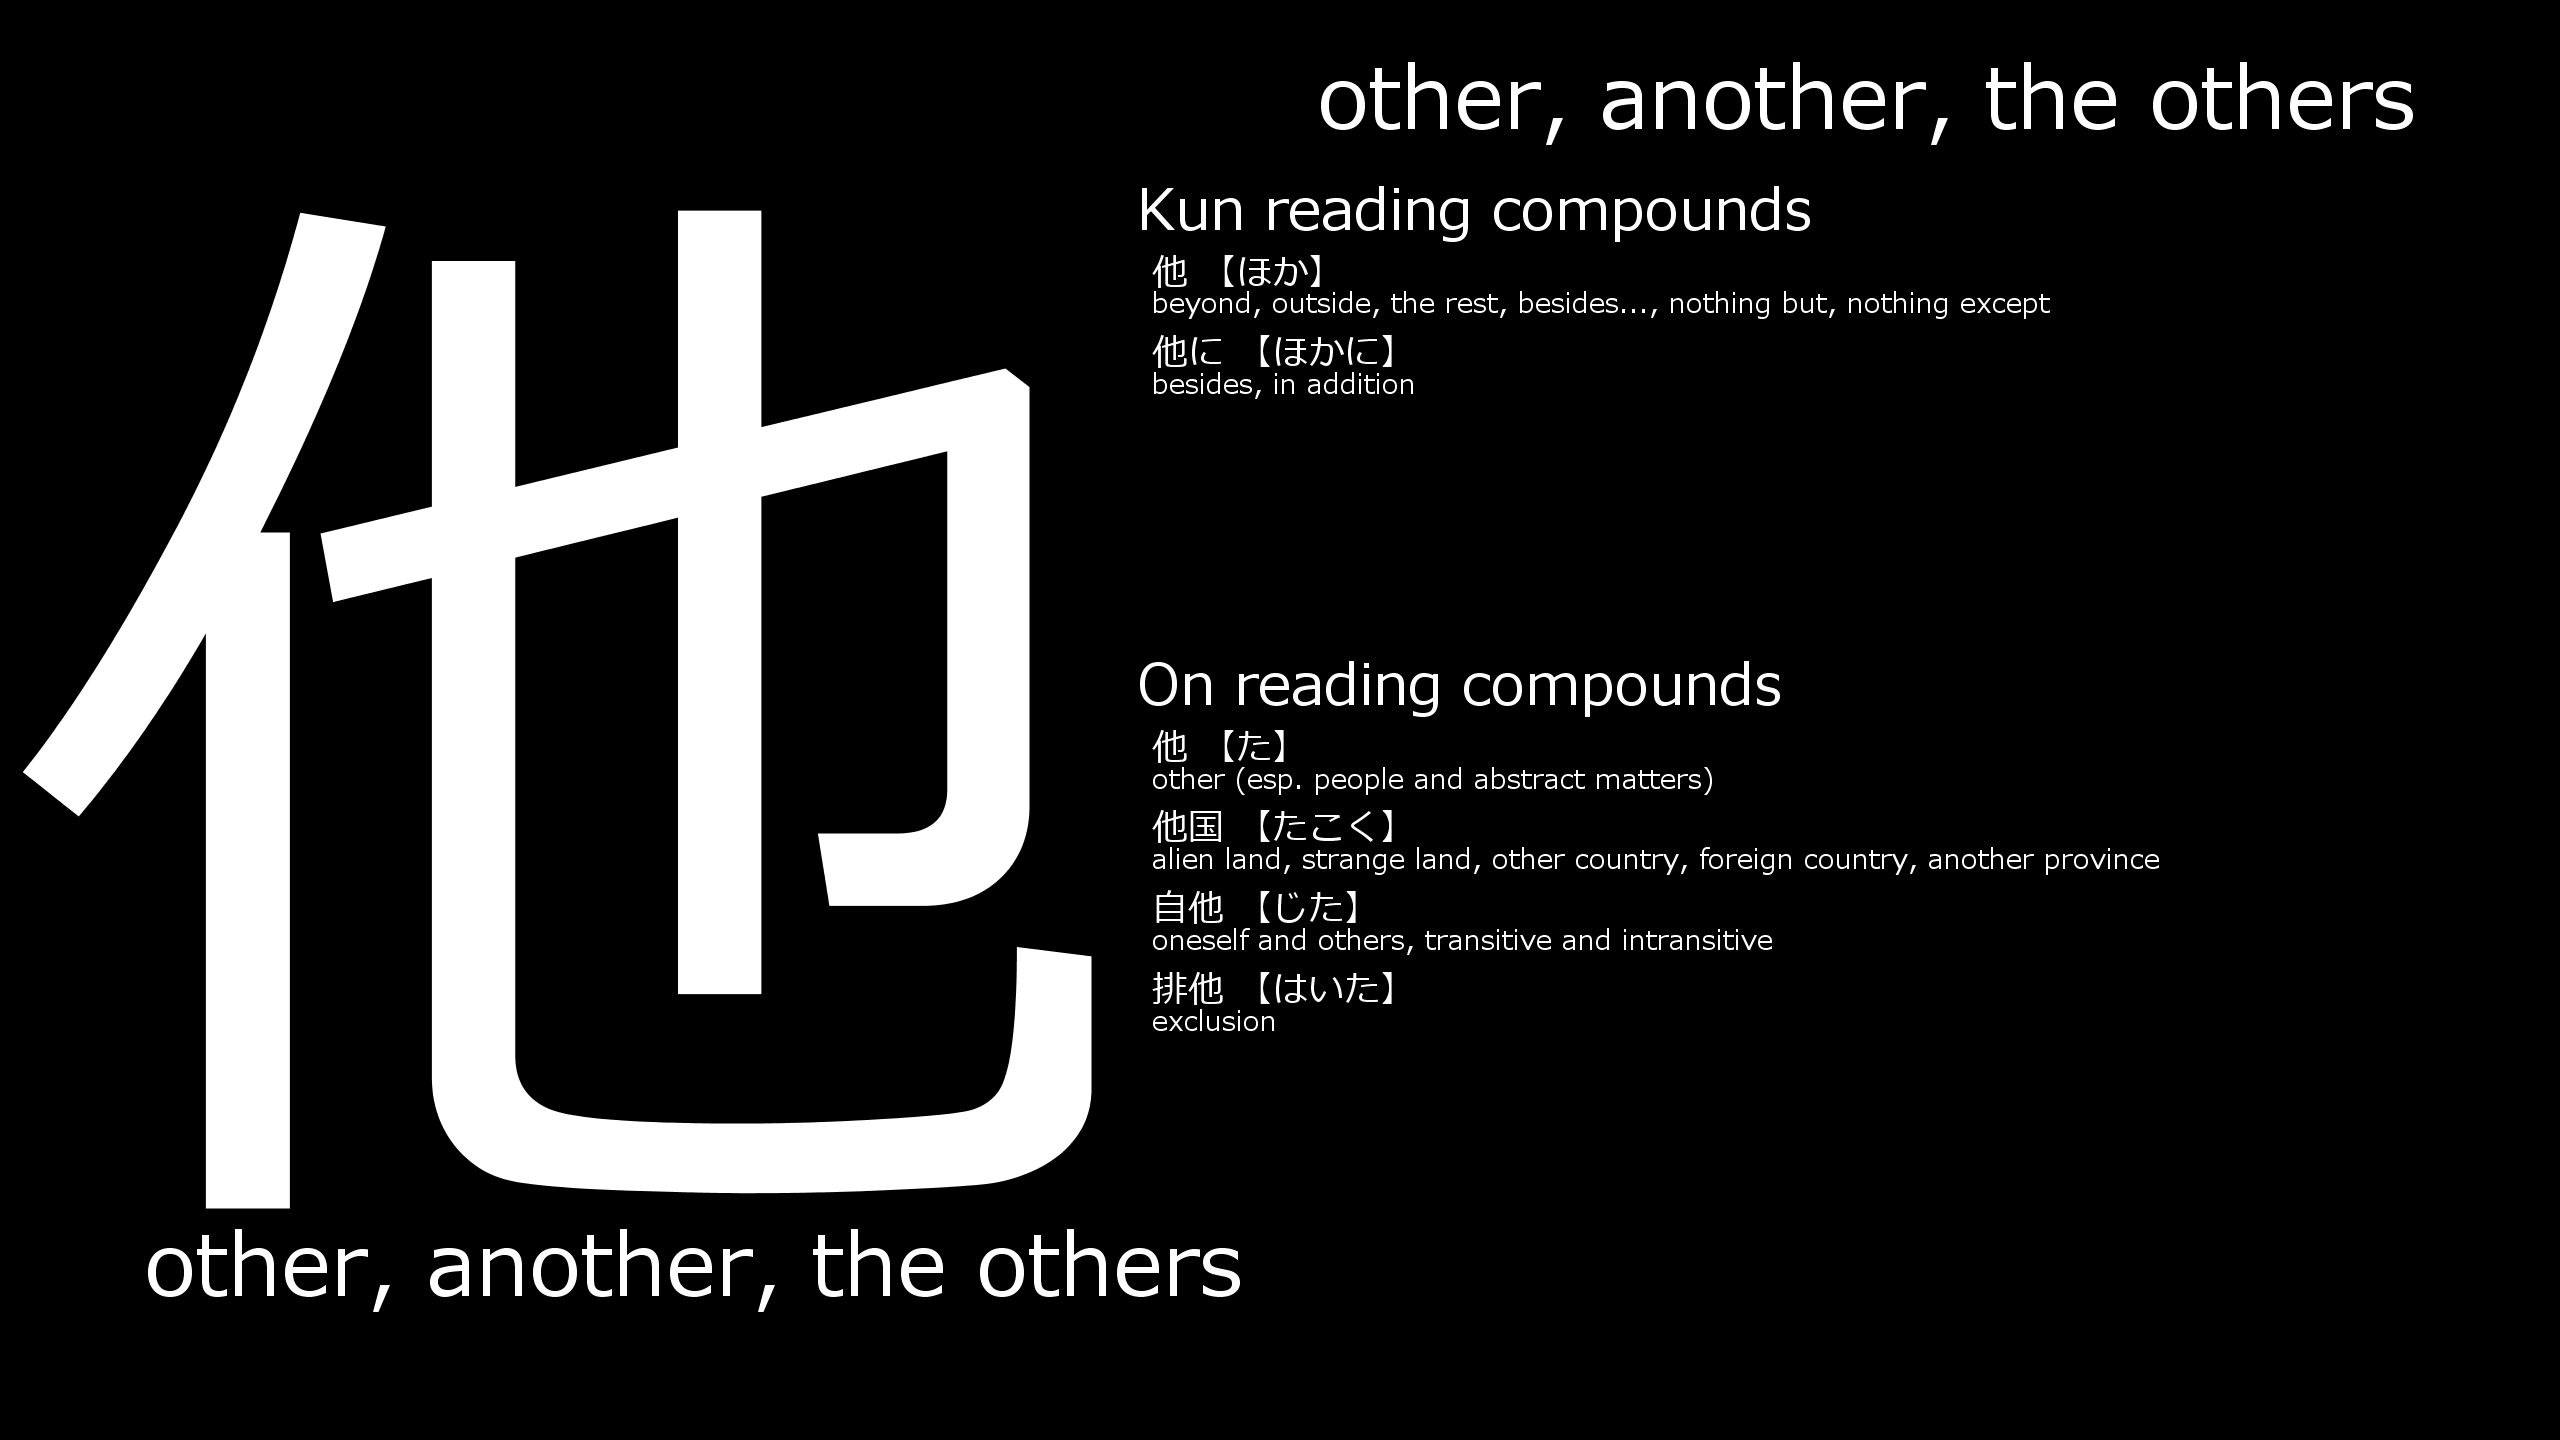 他
other, another, the others
other, another, the others
Kun reading compounds
他 【ほか】
beyond, outside, the rest, besides..., nothing but, nothing except
他に 【ほかに】
besides, in addition
On reading compounds
他 【た】
other (esp. people and abstract matters)
他国 【たこく】
alien land, strange land, other country, foreign country, another province
自他 【じた】
oneself and others, transitive and intransitive
排他 【はいた】
exclusion